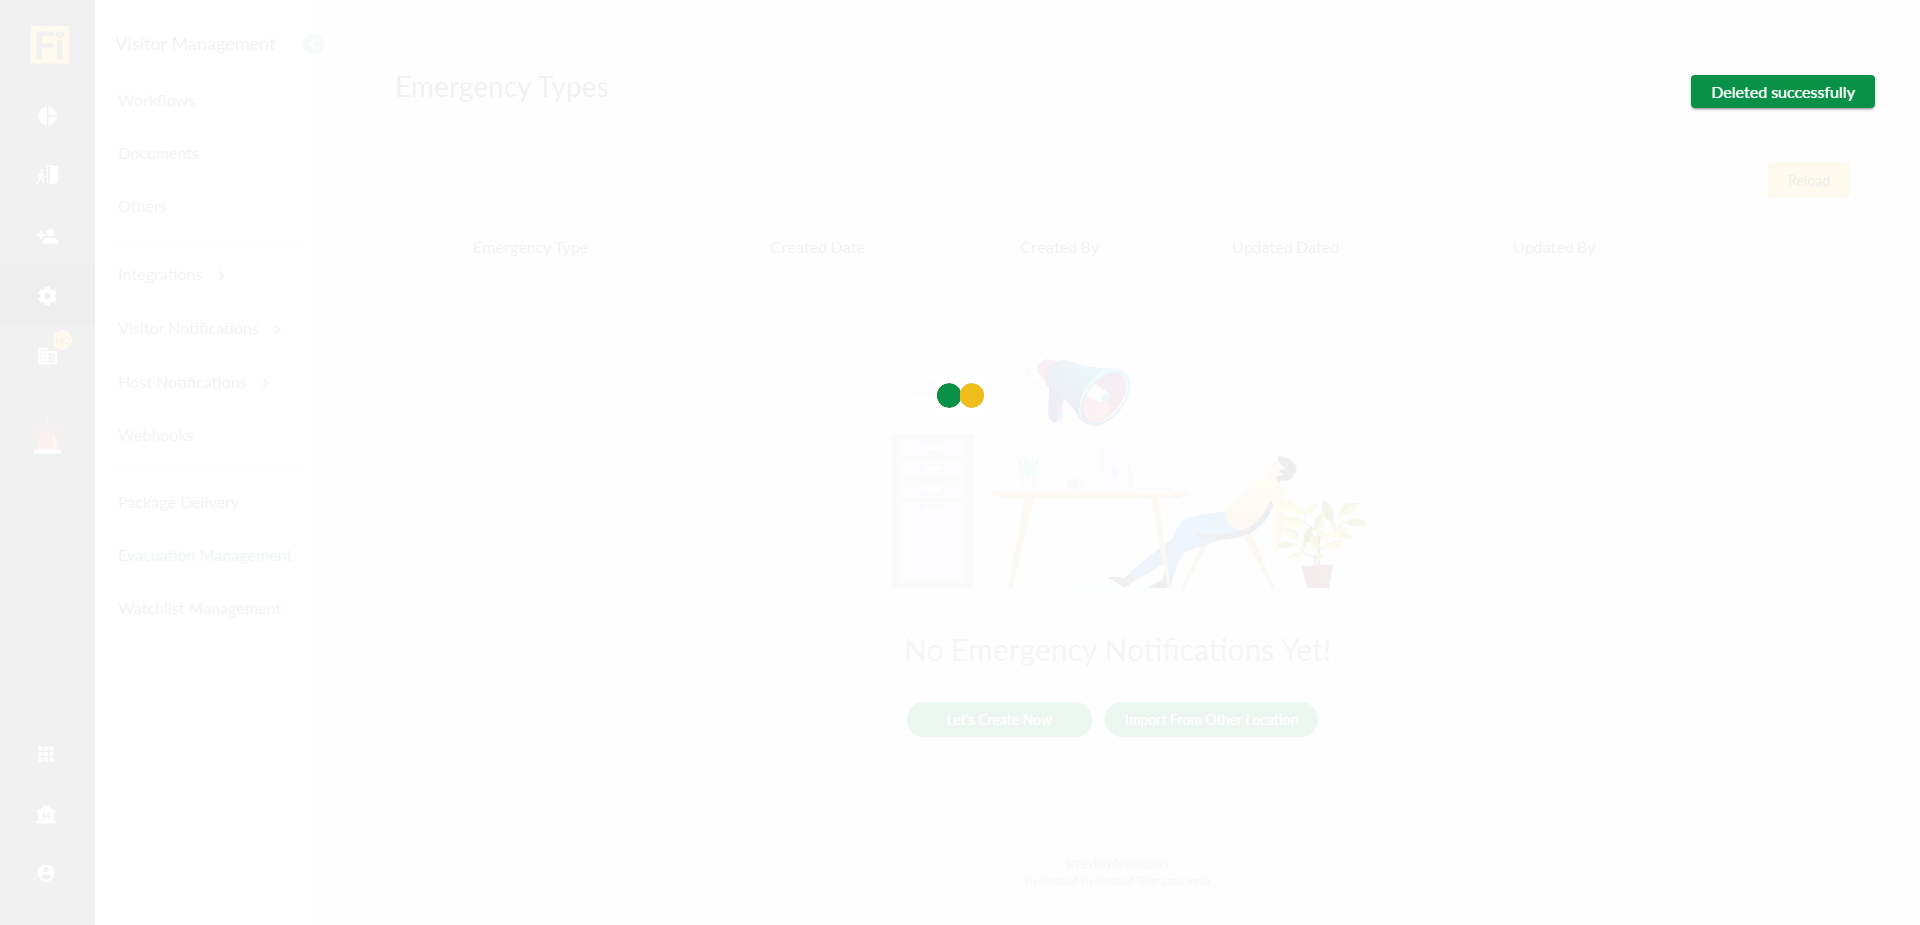 Fi
Visitor Management
Workflows
Documents
Others
Integrations
Visitor Notifications
HQ
Host Notifications
Webhooks
Package Delivery
Evacuation Management
Watchlist Management
Emergency Types
Deleted successfully
Reload
Emergency Type Created Date Created By Updated Dated Updated By
No Emergency Notifications Yet!
Let's Create Now Import From Other Location
Hyderabad Hyderabad Telangana India